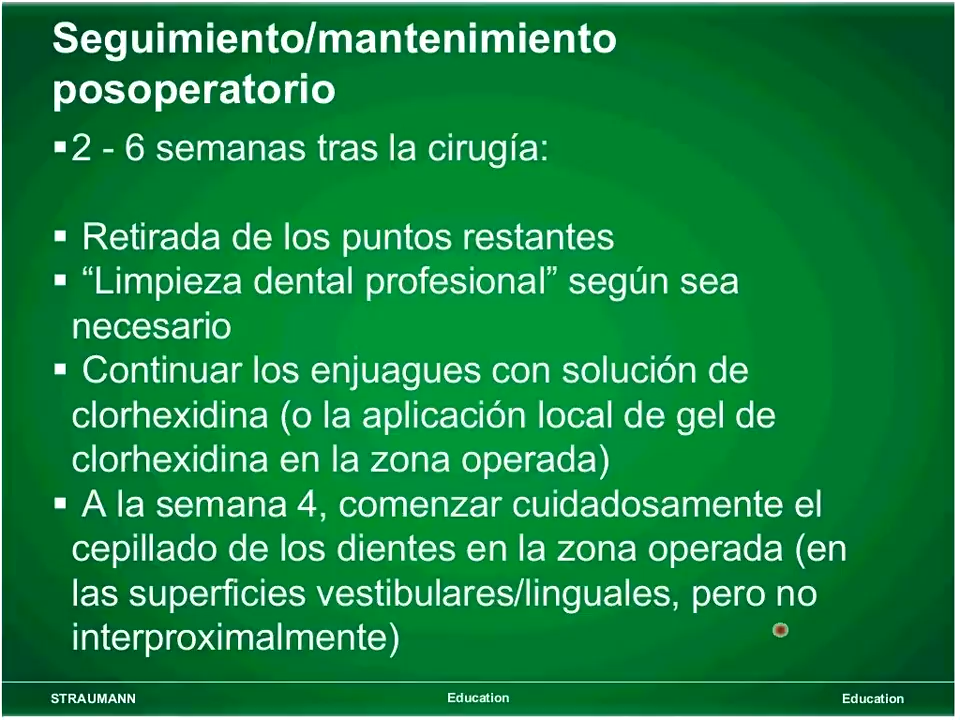 Seguimiento/mantenimiento
posoperatorio
▪2 - 6 semanas tras la cirugía:
▪ Retirada de los puntos restantes
▪ “Limpieza dental profesional” según sea
necesario
▪ Continuar los enjuagues con solución de
clorhexidina (o la aplicación local de gel de
clorhexidina en la zona operada)
▪ A la semana 4, comenzar cuidadosamente el
cepillado de los dientes en la zona operada (en
las superficies vestibulares/linguales, pero no
interproximalmente)
STRAUMANN Education Education